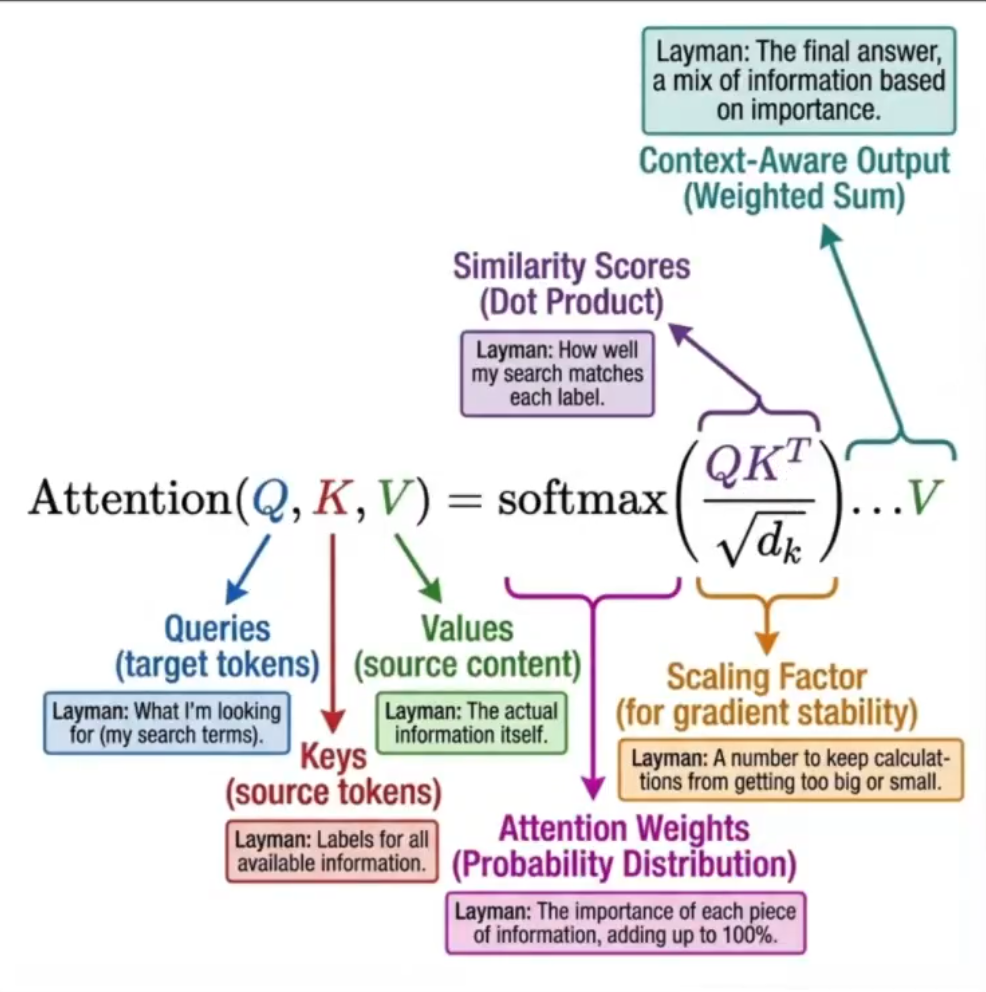 Layman: The final answer,
a mix of information based
on importance.
Context-Aware Output
(Weighted Sum)
Similarity Scores
(Dot Product)
Layman: How well
my search matches
each label.
Attention(Q, K, V) = softmax(QK^T / √d_k)...V
Queries
(target tokens)
Layman: What I'm looking
for (my search terms).
Keys
(source tokens)
Layman: Labels for all
available information.
Values
(source content)
Layman: The actual
information itself.
Attention Weights
(Probability Distribution)
Layman: The importance of each piece
of information, adding up to 100%.
Scaling Factor
(for gradient stability)
Layman: A number to keep calculat-
tions from getting too big or small.